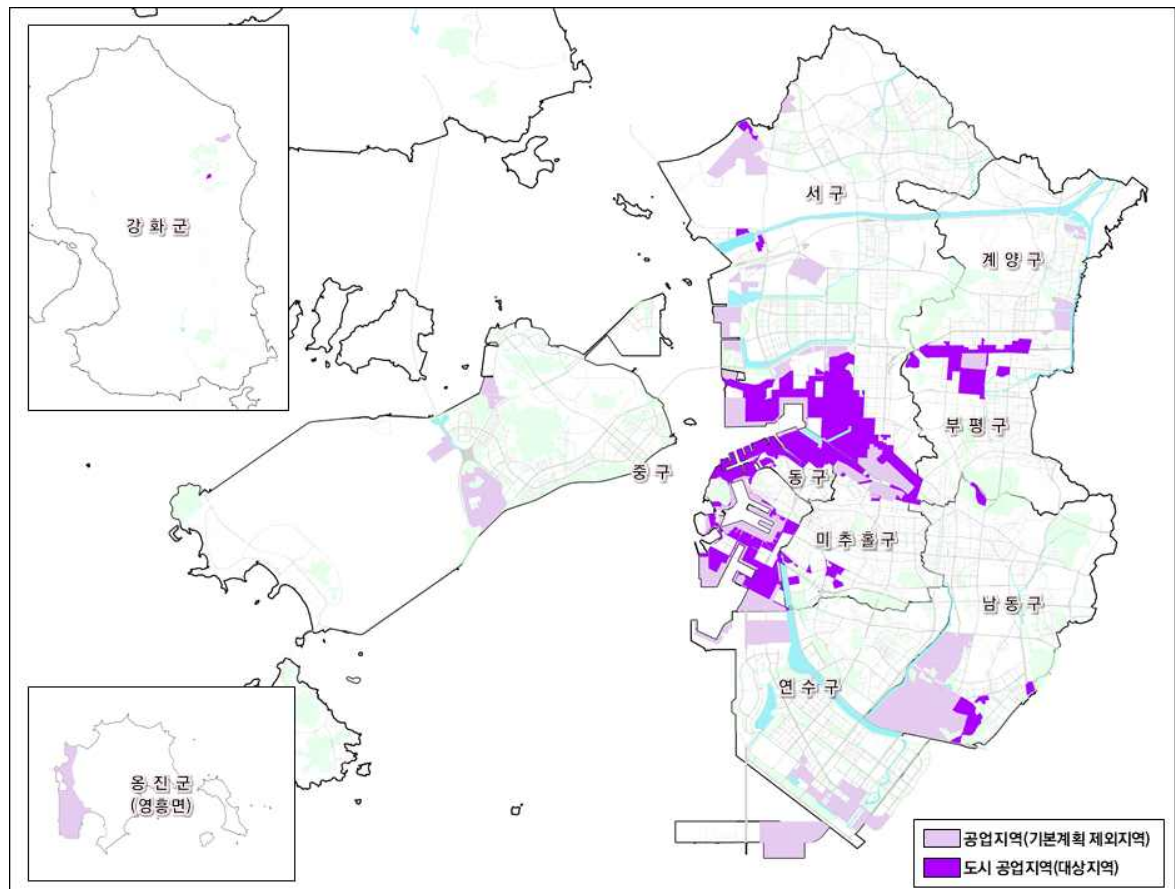 강화군
서구
계양구
부평구
중구
동구
미추홀구
남동구
연수구
옹진군
(영흥면)
공업지역(기본계획 제외지역)
도시 공업지역(대상지역)